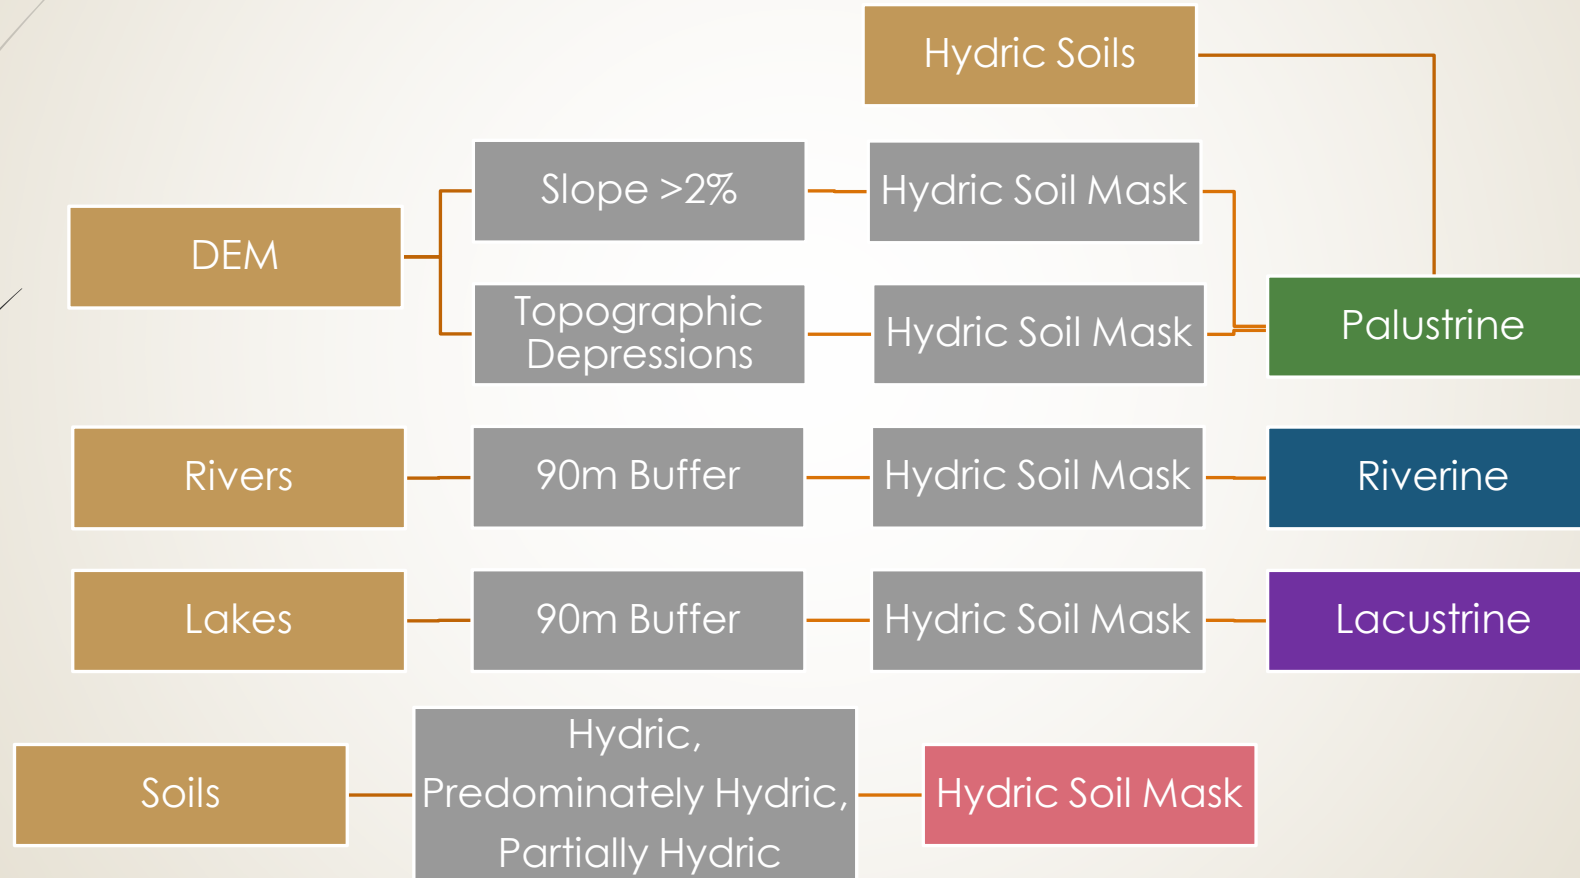 Hydric Soils
DEM
Slope >2%
Hydric Soil Mask
Topographic
Depressions
Hydric Soil Mask
Palustrine
Rivers
90m Buffer
Hydric Soil Mask
Riverine
Lakes
90m Buffer
Hydric Soil Mask
Lacustrine
Soils
Hydric,
Predominately Hydric,
Partially Hydric
Hydric Soil Mask